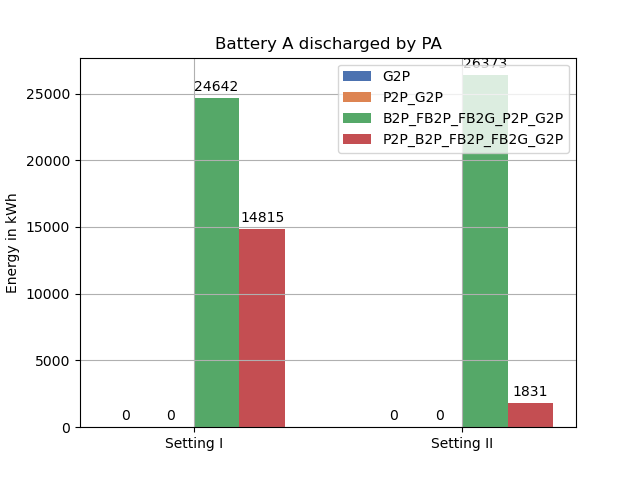 Battery A discharged by PA
Energy in kWh
25000
20000
15000
10000
5000
0
G2P
P2P_G2P
B2P_FB2P_FB2G_P2P_G2P
P2P_B2P_FB2P_FB2G_G2P
0
0
24642
14815
0
0
26373
1831
Setting I
Setting II